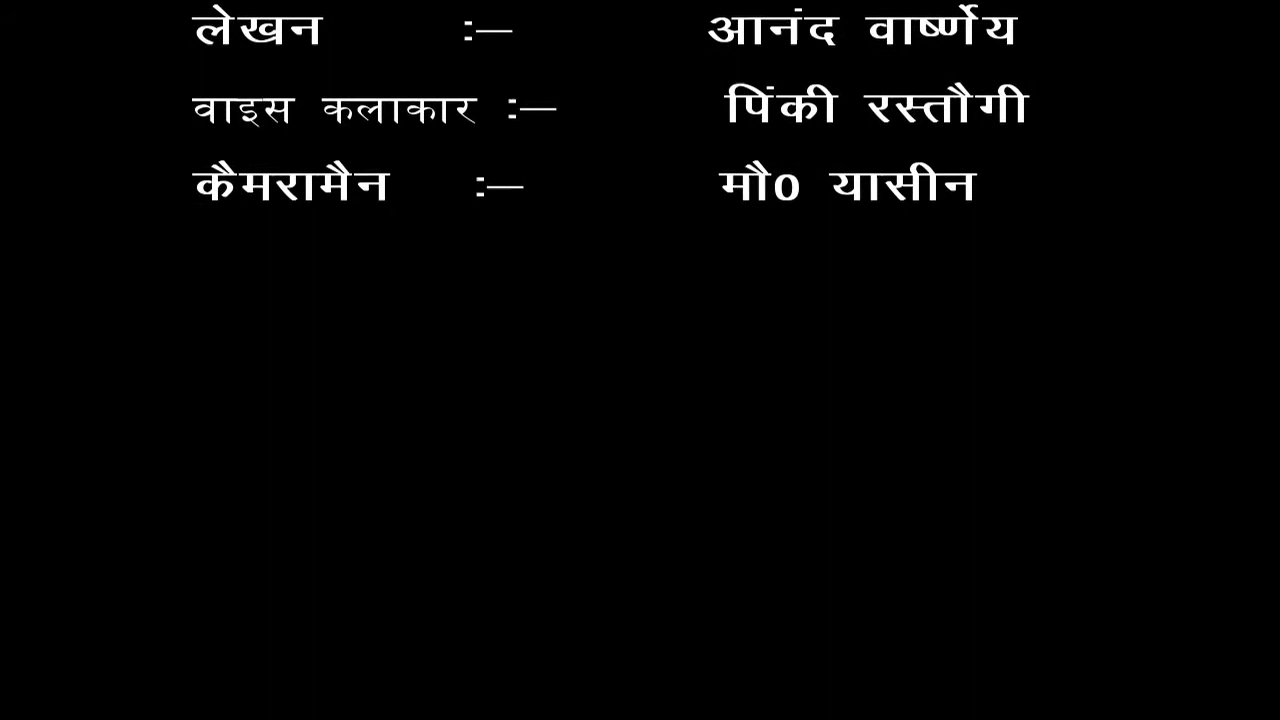 लेखन :— आनंद वार्ष्णेय
वाइस कलाकार :— पिंकी रस्तौगी
कैमरामैन :— मौ0 यासीन